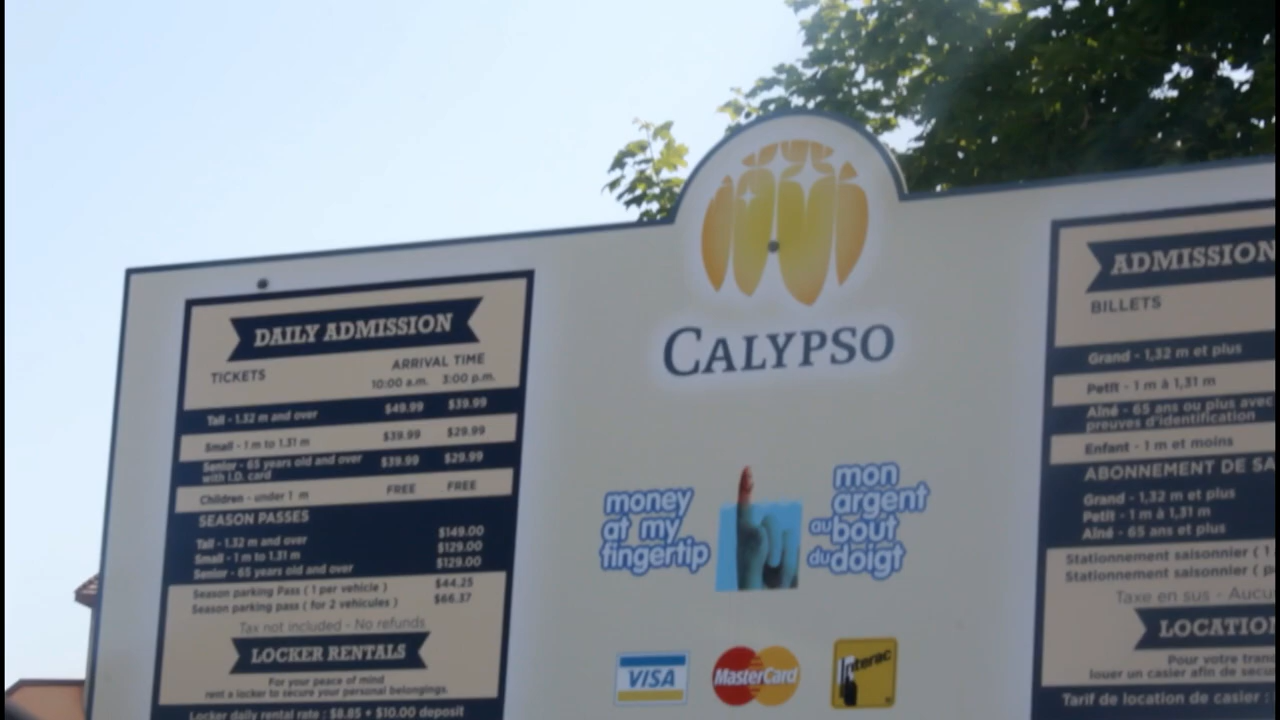 DAILY ADMISSION
TICKETS
ARRIVAL TIME
10:00 a.m. 3:00 p.m.
Tall - 1.32 m and over $49.99 $39.99
Small - 1 m to 1.31 m $39.99 $29.99
Senior - 65 years old and over with I.D. card $39.99 $29.99
Children - under 1 m FREE FREE
SEASON PASSES
Tall - 1.32 m and over $149.00
Small - 1 m to 1.31 m $129.00
Senior - 65 years old and over $129.00
Season parking Pass ( 1 per vehicle ) $44.25
Season parking pass ( for 2 vehicules ) $66.37
Tax not included - No refunds
LOCKER RENTALS
For your peace of mind
rent a locker to secure your personal belongings.
Locker daily rental rate : $8.85 + $10.00 deposit
CALYPSO
money
at my
fingertip
mon
argent
au bout
du doigt
VISA
MasterCard
Interac
ADMISSION
BILLETS
Grand - 1,32 m et plus
Petit - 1 m à 1,31 m
Aîné - 65 ans ou plus avec
preuves d'identification
Enfant - 1 m et moins
ABONNEMENT DE SA
Grand - 1,32 m et plus
Petit - 1 m à 1,31 m
Aîné - 65 ans et plus
Stationnement saisonnier ( 1
Stationnement saisonnier ( p
Taxe en sus - Aucu
LOCATION
Pour votre tran
louer un casier afin de secu
Tarif de location de casier :